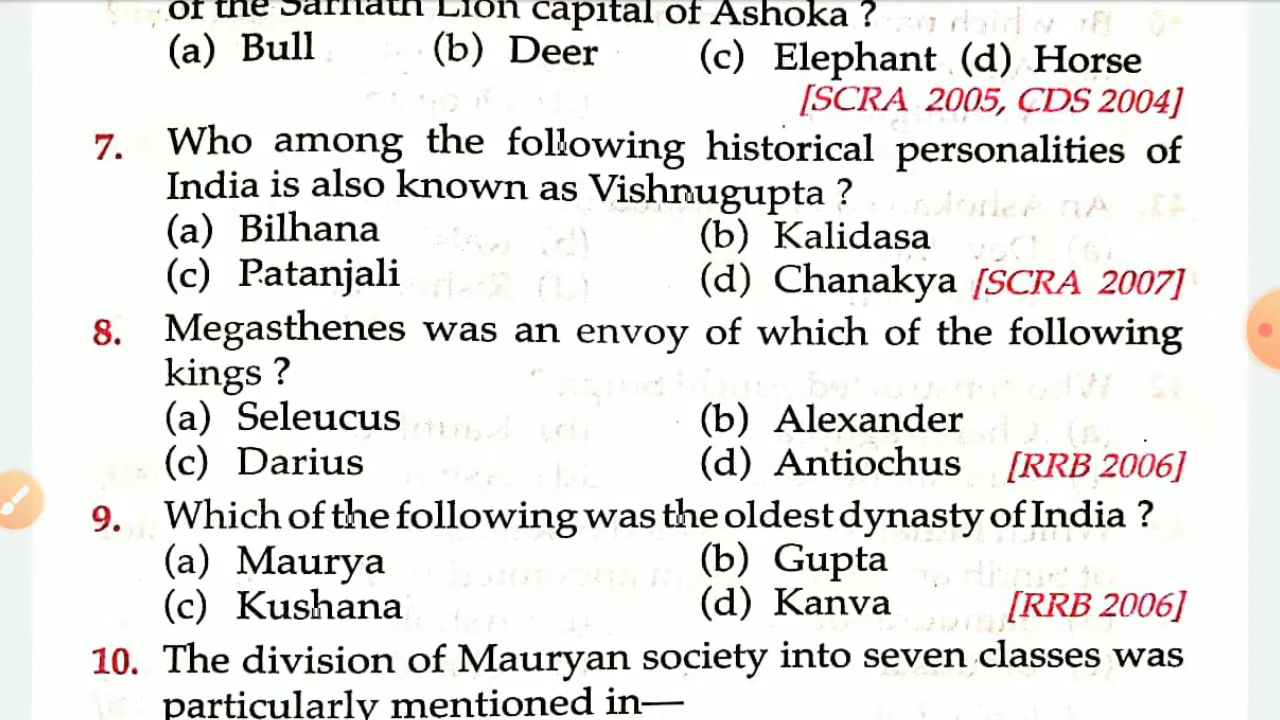 of the Sarnath Lion capital of Ashoka ?
(a) Bull (b) Deer (c) Elephant (d) Horse
[SCRA 2005, CDS 2004]
7. Who among the following historical personalities of
India is also known as Vishnugupta ?
(a) Bilhana (b) Kalidasa
(c) Patanjali (d) Chanakya [SCRA 2007]
8. Megasthenes was an envoy of which of the following
kings ?
(a) Seleucus (b) Alexander
(c) Darius (d) Antiochus [RRB 2006]
9. Which of the following was the oldest dynasty of India ?
(a) Maurya (b) Gupta
(c) Kushana (d) Kanva [RRB 2006]
10. The division of Mauryan society into seven classes was
particularly mentioned in—